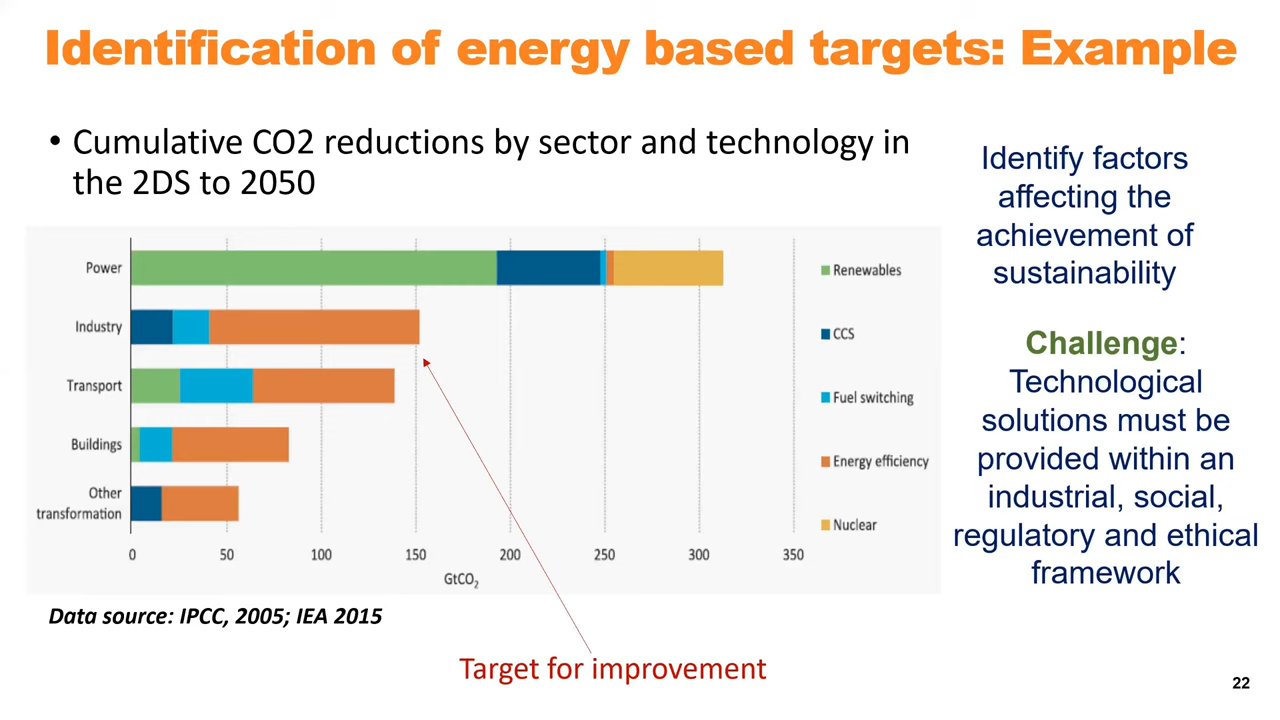 Identification of energy based targets: Example
• Cumulative CO2 reductions by sector and technology in
the 2DS to 2050
Power
Industry
Transport
Buildings
Other
transformation
0 50 100 150 200 250 300 350
GtCO₂
Renewables
CCS
Fuel switching
Energy efficiency
Nuclear
Data source: IPCC, 2005; IEA 2015
Target for improvement
Identify factors
affecting the
achievement of
sustainability
Challenge:
Technological
solutions must be
provided within an
industrial, social,
regulatory and ethical
framework
22